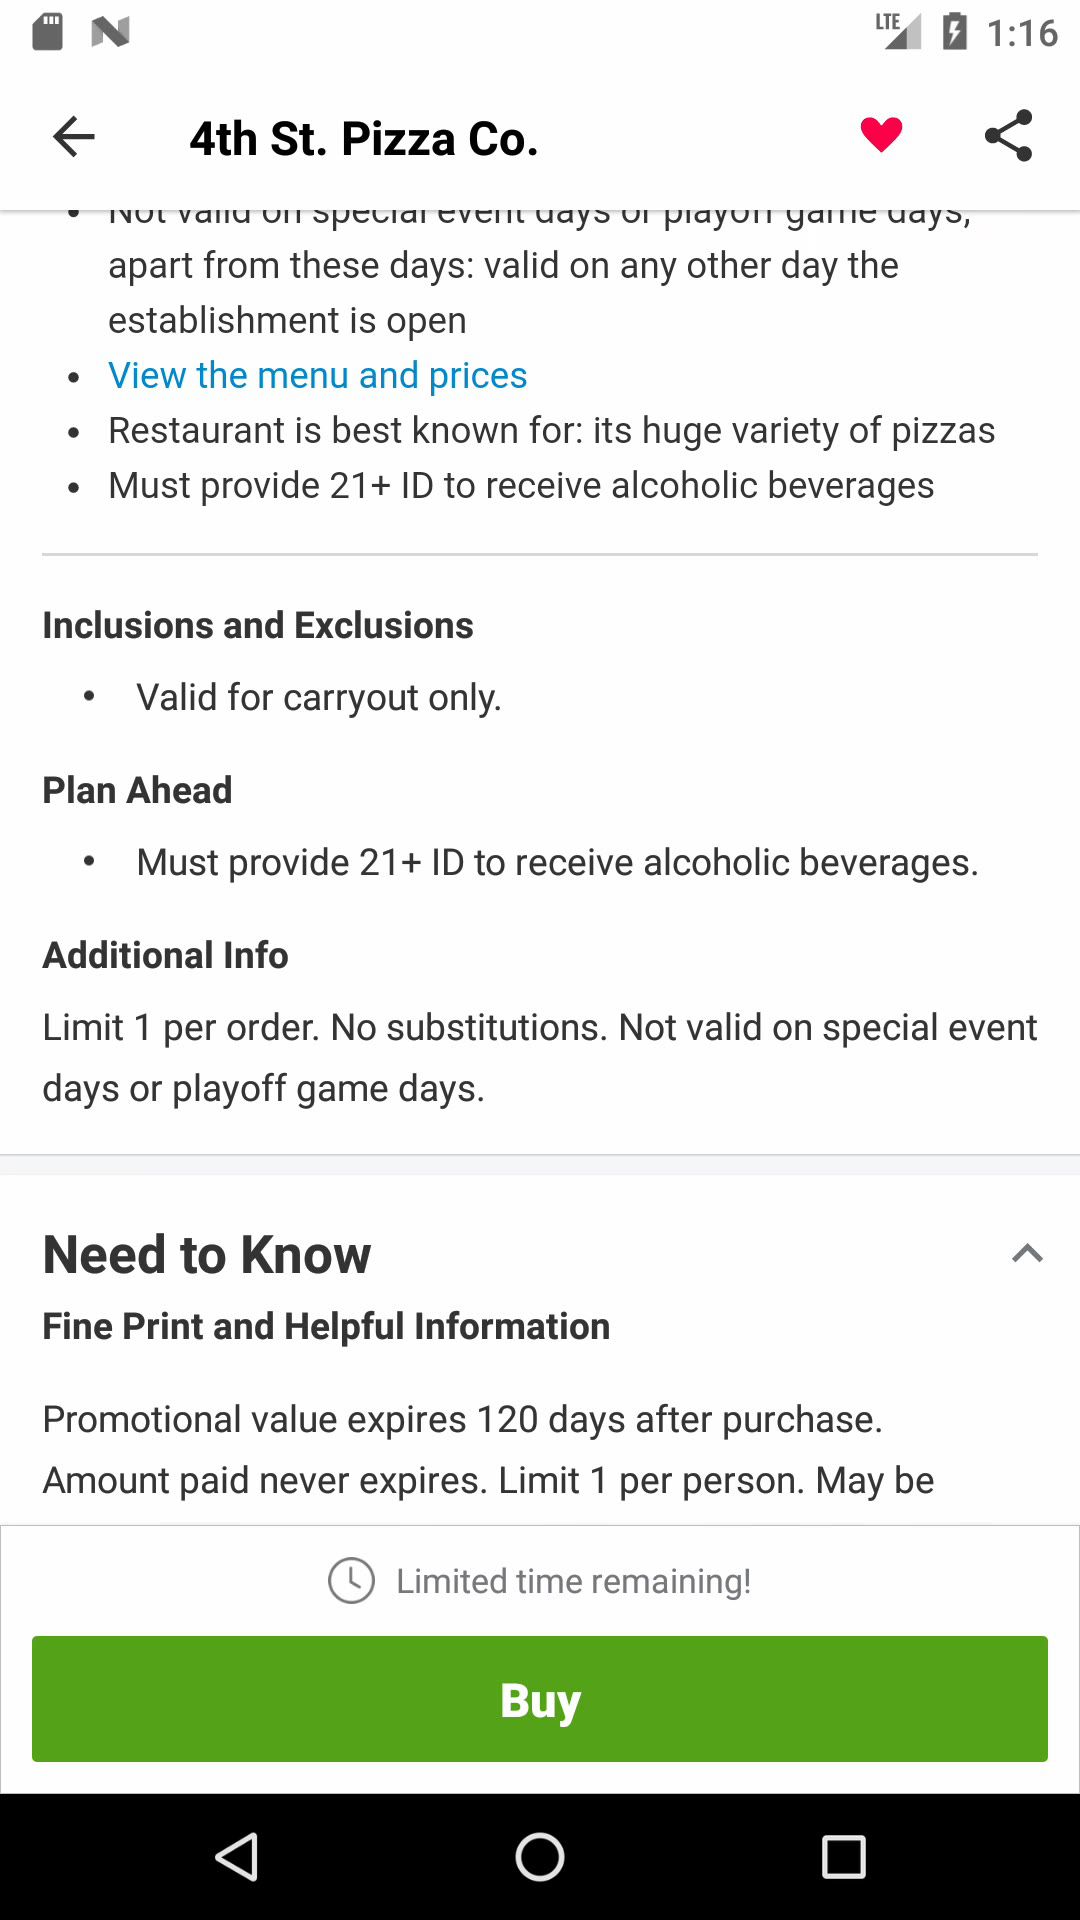 LTE 1:16
4th St. Pizza Co.
Not valid on special event days or playoff game days,
apart from these days: valid on any other day the
establishment is open
View the menu and prices
Restaurant is best known for: its huge variety of pizzas
Must provide 21+ ID to receive alcoholic beverages
Inclusions and Exclusions
Valid for carryout only.
Plan Ahead
Must provide 21+ ID to receive alcoholic beverages.
Additional Info
Limit 1 per order. No substitutions. Not valid on special event
days or playoff game days.
Need to Know
Fine Print and Helpful Information
Promotional value expires 120 days after purchase.
Amount paid never expires. Limit 1 per person. May be
Limited time remaining!
Buy